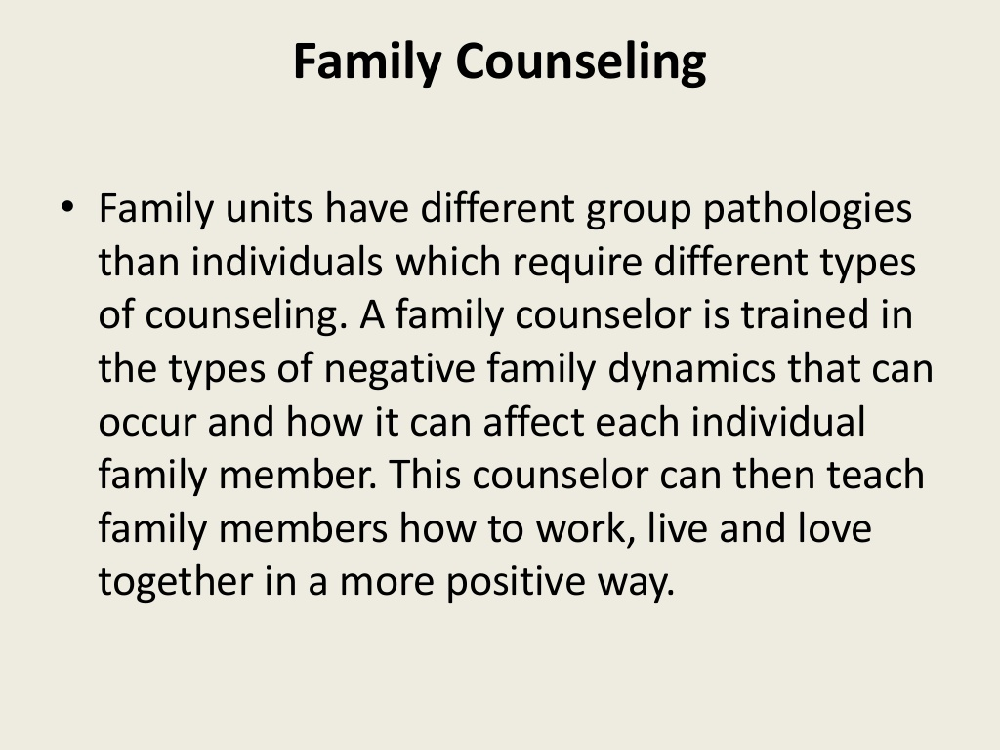 Family Counseling
• Family units have different group pathologies
than individuals which require different types
of counseling. A family counselor is trained in
the types of negative family dynamics that can
occur and how it can affect each individual
family member. This counselor can then teach
family members how to work, live and love
together in a more positive way.